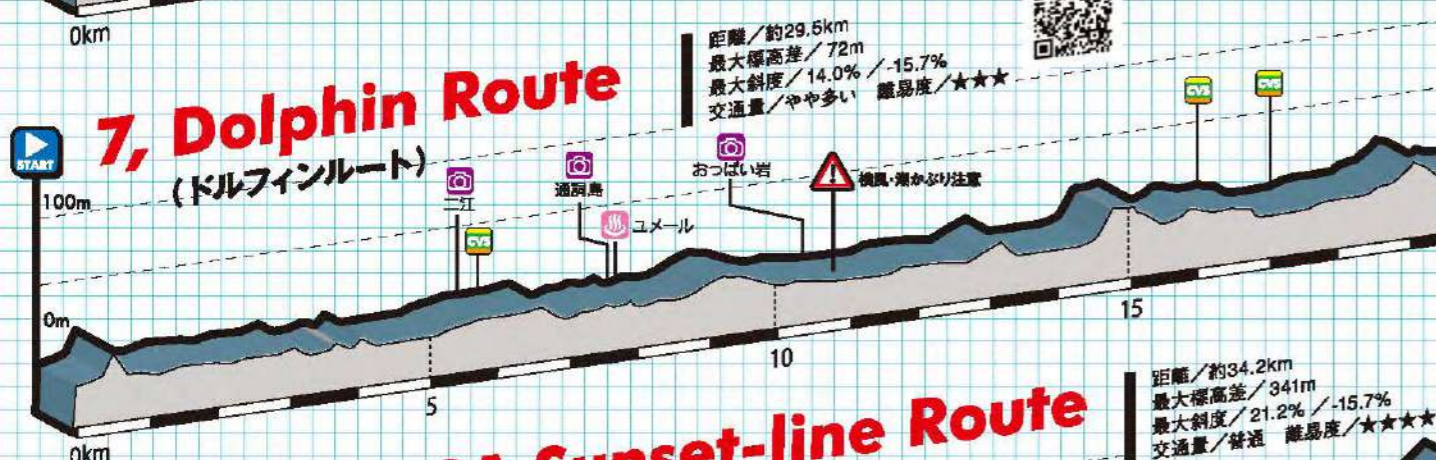 0km
距離／約29.5km
最大標高差／72m
最大斜度／14.0%／-15.7%
交通量／やや多い 難易度／★★★
7, Dolphin Route
(ドルフィンルート)
START
100m
0m
二江
CVS
通詞島
ユメール
おっぱい岩
横風・潮かぶり注意
CVS
CVS
0km
5
10
15
Sunset-line Route
距離／約34.2km
最大標高差／341m
最大斜度／21.2%／-15.7%
交通量／普通 難易度／★★★★